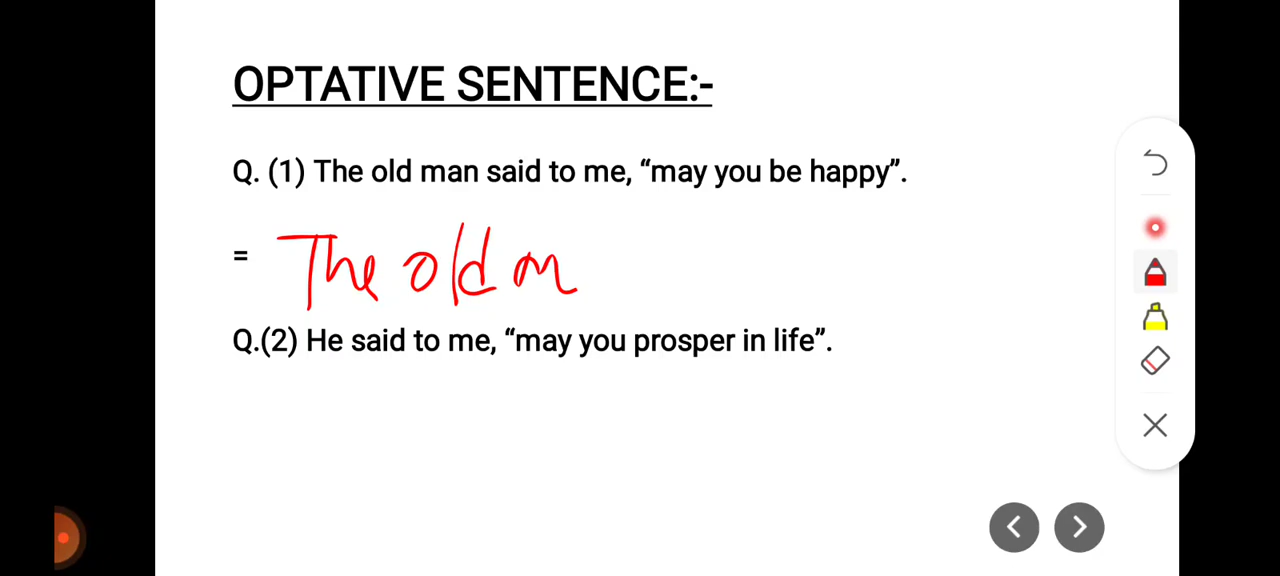 OPTATIVE SENTENCE:-
Q. (1) The old man said to me, “may you be happy”.
= The old m
Q.(2) He said to me, “may you prosper in life”.